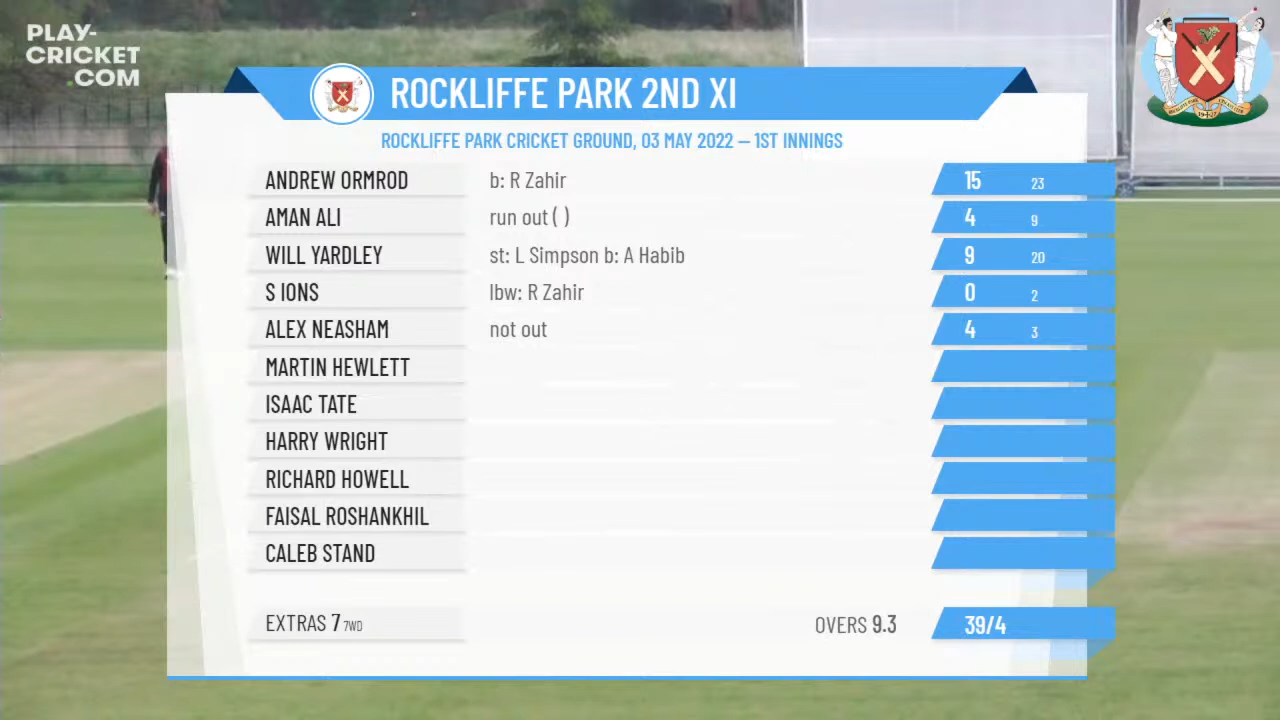 PLAY-
CRICKET
.COM
ROCKLIFFE PARK 2ND XI
ROCKLIFFE PARK CRICKET GROUND, 03 MAY 2022 – 1ST INNINGS
ANDREW ORMROD b: R Zahir 15 23
AMAN ALI run out ( ) 4 9
WILL YARDLEY st: L Simpson b: A Habib 9 20
S IONS lbw: R Zahir 0 2
ALEX NEASHAM not out 4 3
MARTIN HEWLETT
ISAAC TATE
HARRY WRIGHT
RICHARD HOWELL
FAISAL ROSHANKHIL
CALEB STAND
EXTRAS 7 7WD OVERS 9.3 39/4